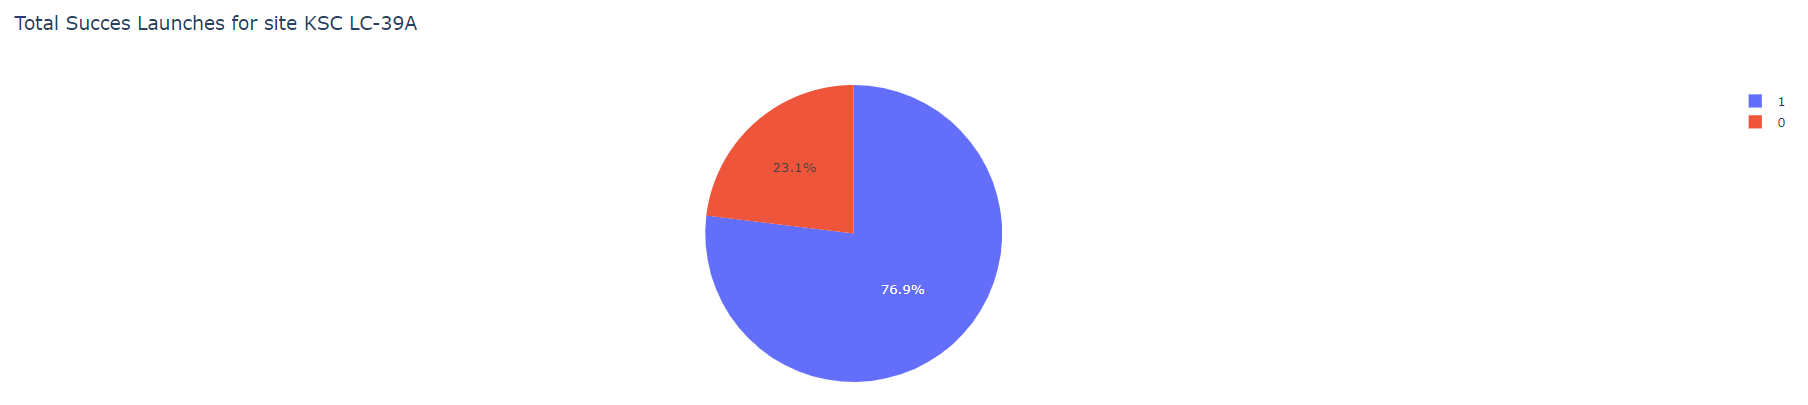 Total Succes Launches for site KSC LC-39A
1
0
23.1%
76.9%